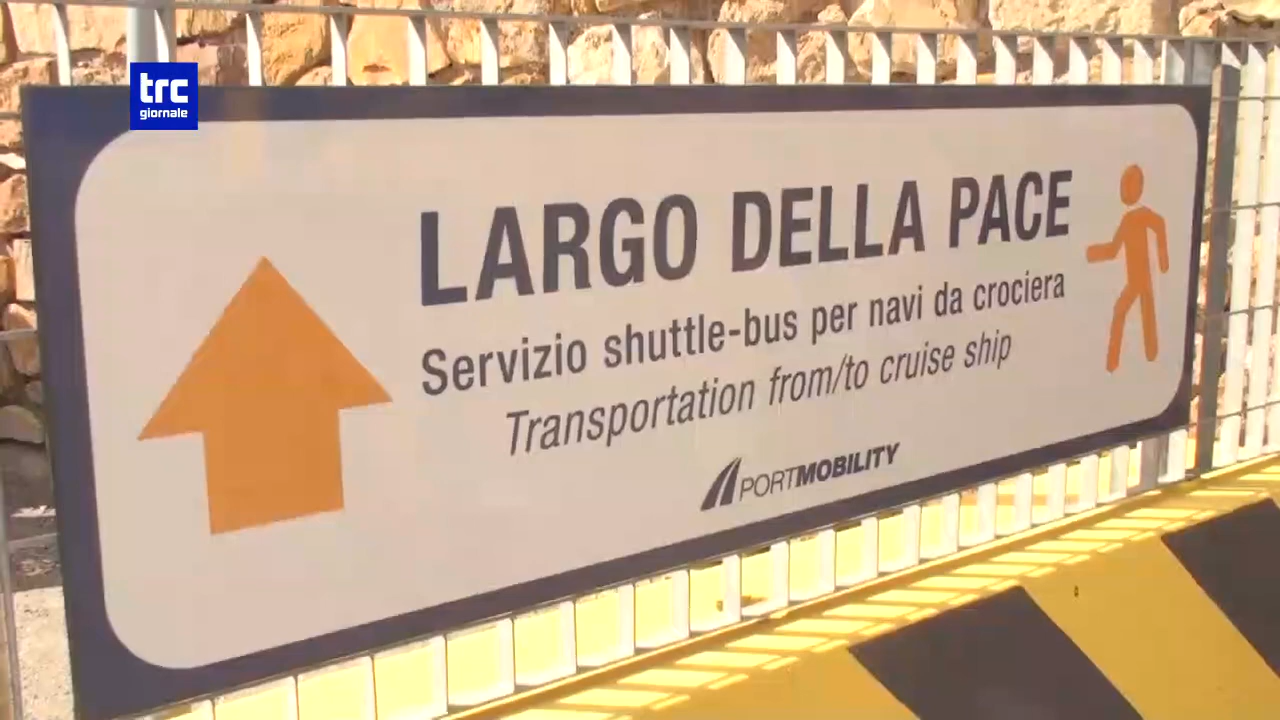 trc
giornale
LARGO DELLA PACE
Servizio shuttle-bus per navi da crociera
Transportation from/to cruise ship
PORTMOBILITY